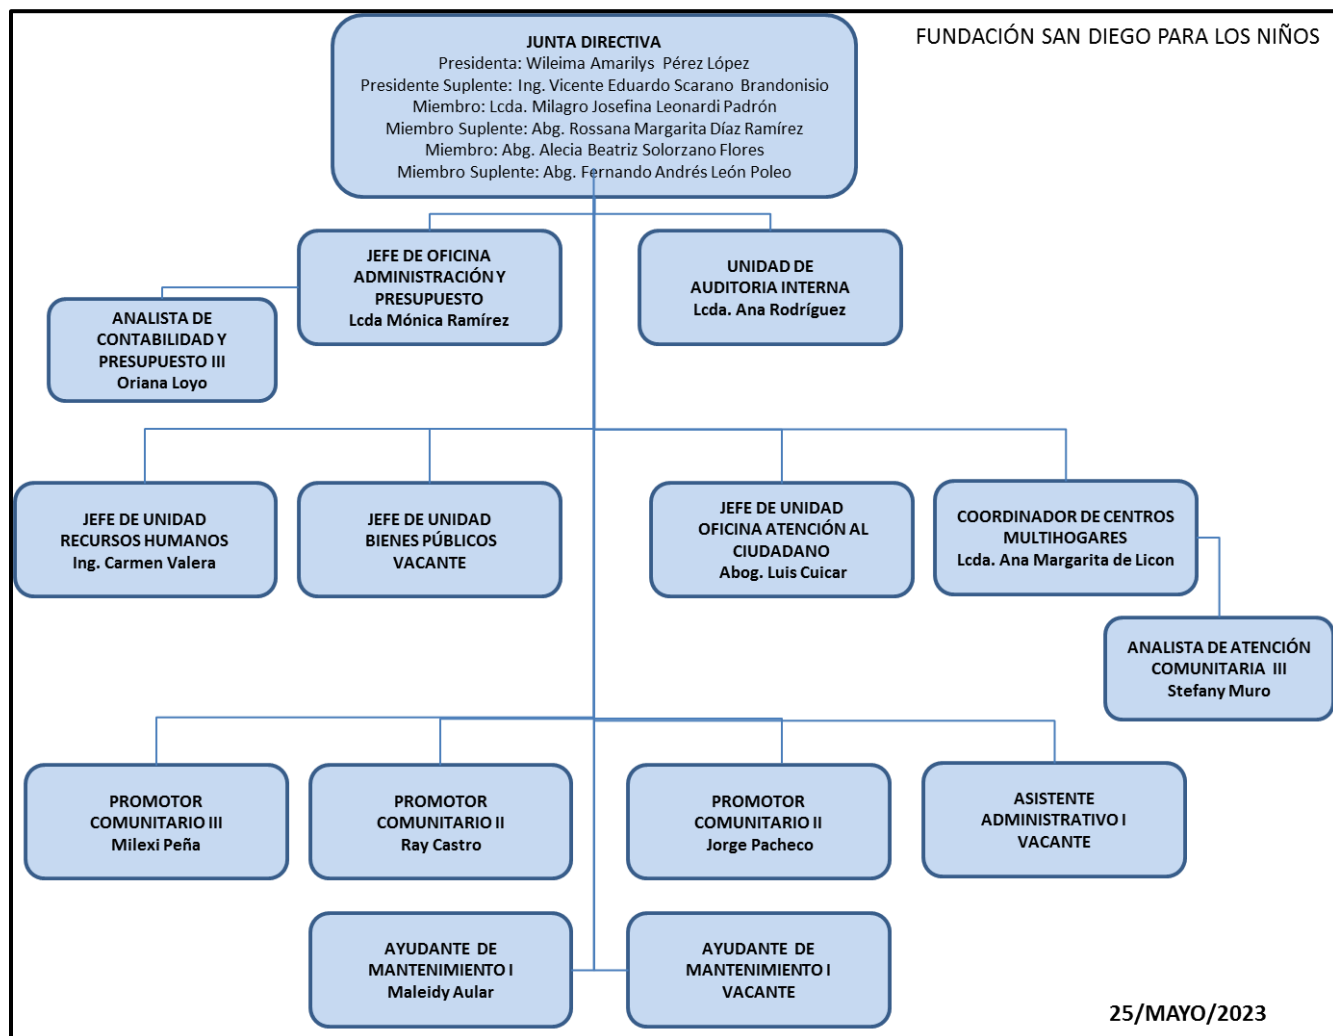 FUNDACIÓN SAN DIEGO PARA LOS NIÑOS
JUNTA DIRECTIVA
Presidenta: Wileima Amarilys Pérez López
Presidente Suplente: Ing. Vicente Eduardo Scarano Brandonisio
Miembro: Lcda. Milagro Josefina Leonardi Padrón
Miembro Suplente: Abg. Rossana Margarita Díaz Ramírez
Miembro: Abg. Alecia Beatriz Solorzano Flores
Miembro Suplente: Abg. Fernando Andrés León Poleo
JEFE DE OFICINA
ADMINISTRACIÓN Y
PRESUPUESTO
Lcda Mónica Ramírez
UNIDAD DE
AUDITORIA INTERNA
Lcda. Ana Rodríguez
ANALISTA DE
CONTABILIDAD Y
PRESUPUESTO III
Oriana Loyo
JEFE DE UNIDAD
RECURSOS HUMANOS
Ing. Carmen Valera
JEFE DE UNIDAD
BIENES PÚBLICOS
VACANTE
JEFE DE UNIDAD
OFICINA ATENCIÓN AL
CIUDADANO
Abog. Luis Cuicar
COORDINADOR DE CENTROS
MULTIHOGARES
Lcda. Ana Margarita de Licon
ANALISTA DE ATENCIÓN
COMUNITARIA III
Stefany Muro
PROMOTOR
COMUNITARIO III
Milexi Peña
PROMOTOR
COMUNITARIO II
Ray Castro
PROMOTOR
COMUNITARIO II
Jorge Pacheco
ASISTENTE
ADMINISTRATIVO I
VACANTE
AYUDANTE DE
MANTENIMIENTO I
Maleidy Aular
AYUDANTE DE
MANTENIMIENTO I
VACANTE
25/MAYO/2023